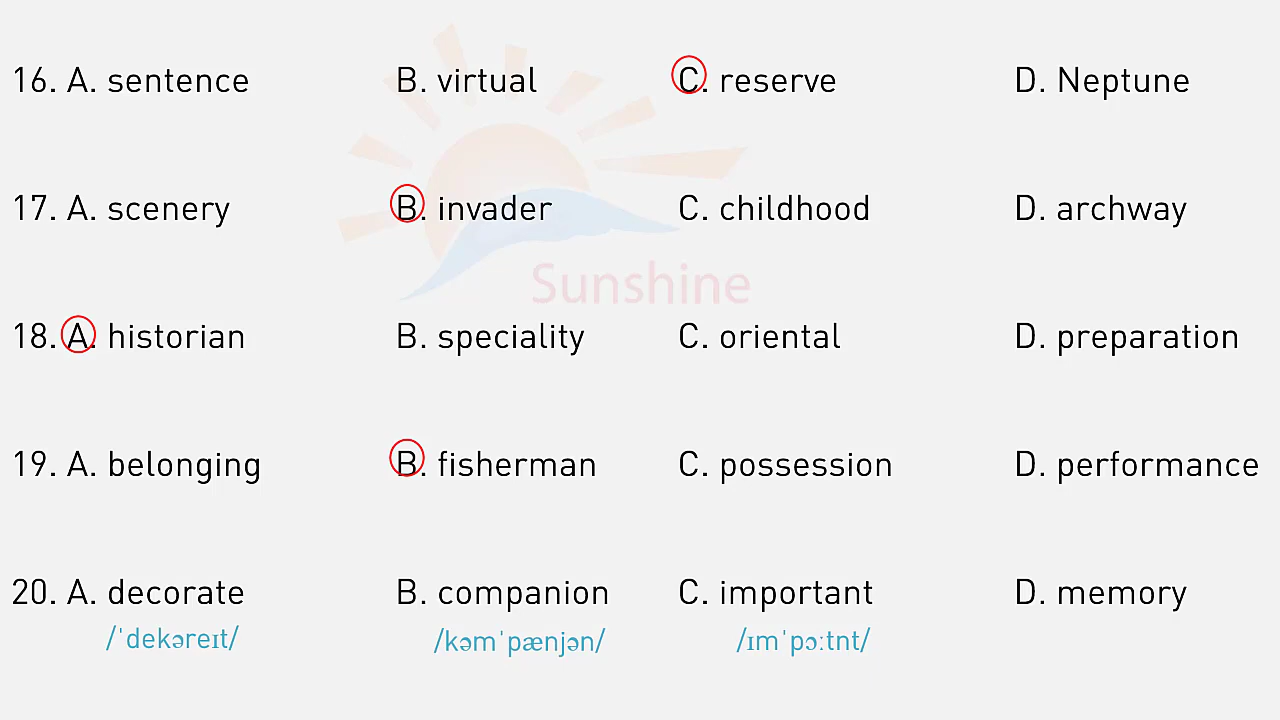 16. A. sentence B. virtual C. reserve D. Neptune
17. A. scenery B. invader C. childhood D. archway
Sunshine
18. A. historian B. speciality C. oriental D. preparation
19. A. belonging B. fisherman C. possession D. performance
20. A. decorate B. companion C. important D. memory
/ˈdekəreɪt/ /kəmˈpænjən/ /ɪmˈpɔːtnt/